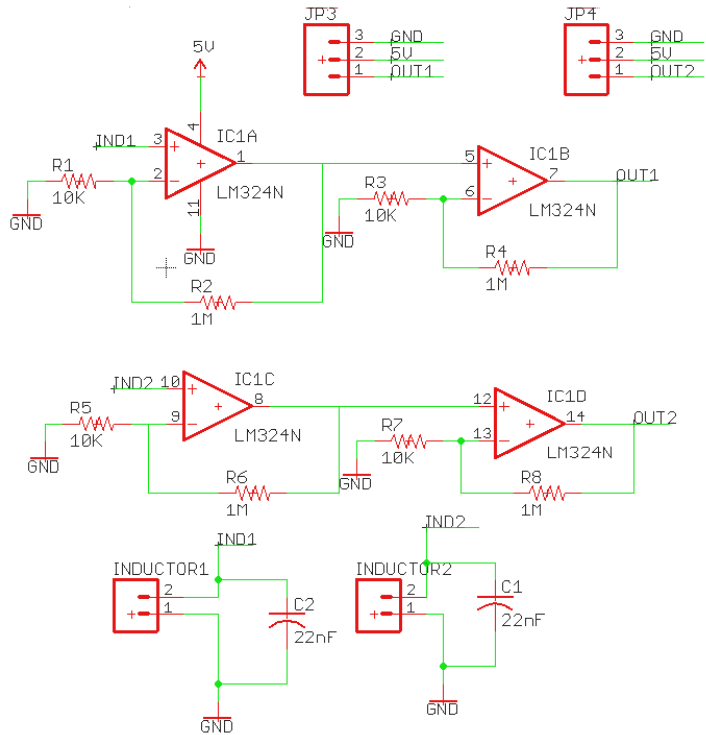 JP3
3 GND
2 5V
1 OUT1
JP4
3 GND
2 5V
1 OUT2
5V
4
IND1
3
2
IC1A
1
LM324N
11
GND
R1
10K
GND
R2
1M
5
6
IC1B
7
OUT1
LM324N
R3
10K
GND
R4
1M
IND2
10
9
IC1C
8
LM324N
R5
10K
GND
R6
1M
12
13
IC1D
14
OUT2
LM324N
R7
10K
GND
R8
1M
IND1
INDUCTOR1
2
1
C2
22nF
GND
IND2
INDUCTOR2
2
1
C1
22nF
GND